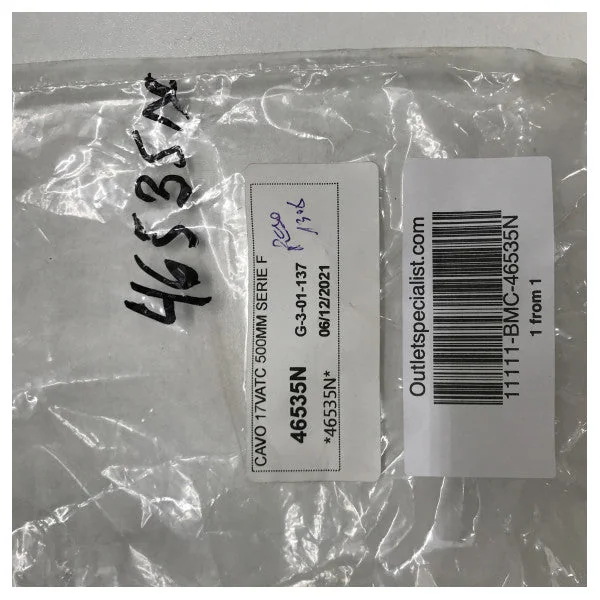 46535N
CAVO 17VATC 500MM SERIE F
46535N
G-3-01-137
06/12/2021
*46535N*
Outletspecialist.com
11111-BMC-46535N
1 from 1